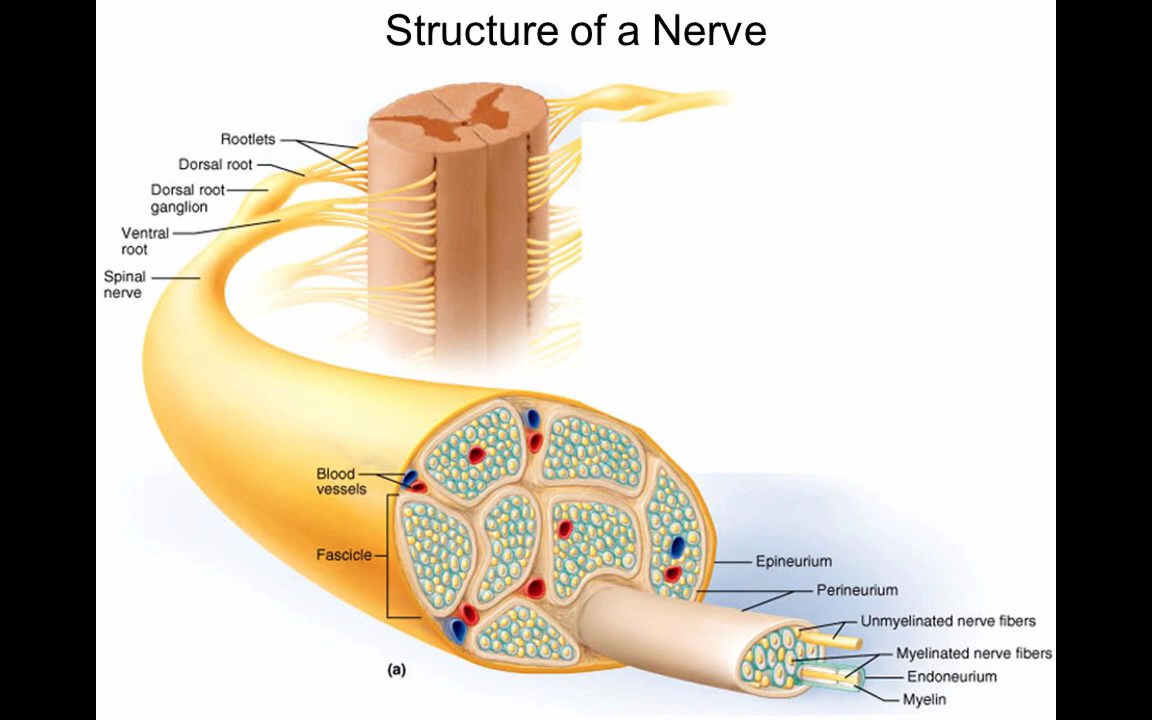 Structure of a Nerve
Rootlets
Dorsal root
Dorsal root
ganglion
Ventral
root
Spinal
nerve
Blood
vessels
Fascicle
Epineurium
Perineurium
Unmyelinated nerve fibers
Myelinated nerve fibers
Endoneurium
Myelin
(a)